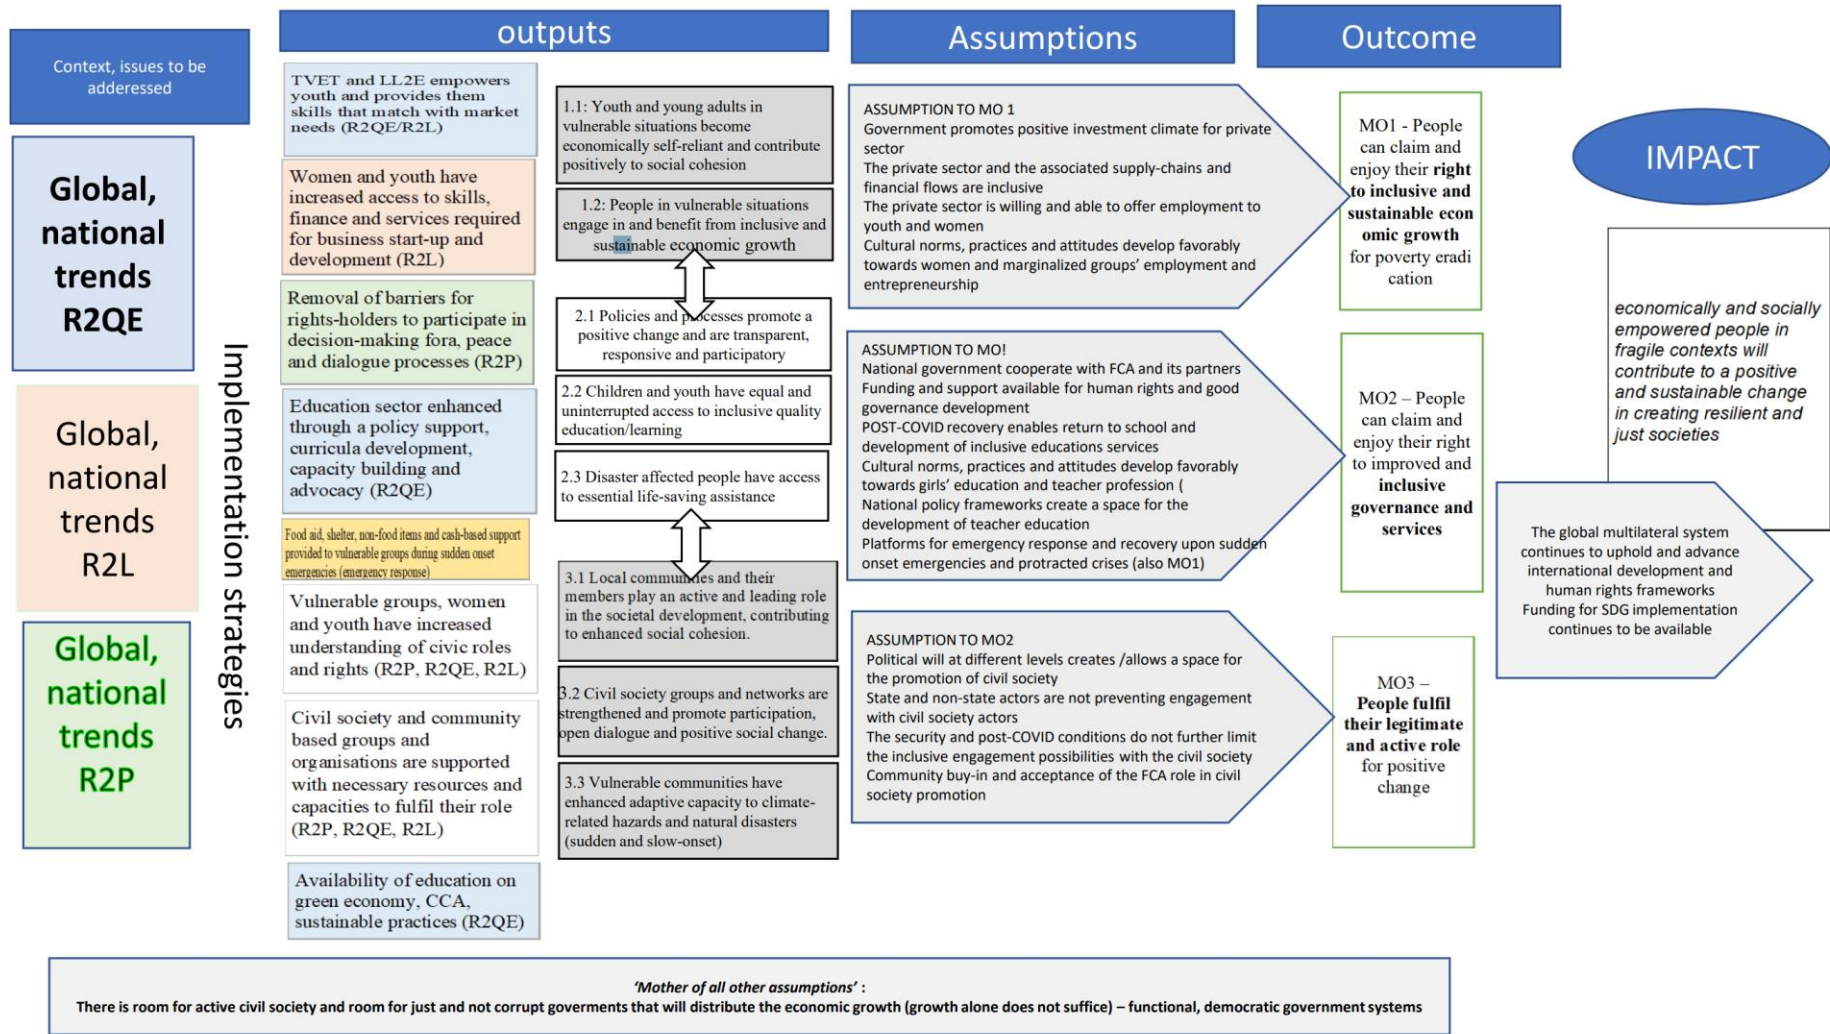 Context, issues to be
adderessed
Global,
national
trends
R2QE
Global,
national
trends
R2L
Global,
national
trends
R2P
Implementation strategies
outputs
TVET and LL2E empowers
youth and provides them
skills that match with market
needs (R2QE/R2L)
Women and youth have
increased access to skills,
finance and services required
for business start-up and
development (R2L)
Removal of barriers for
rights-holders to participate in
decision-making fora, peace
and dialogue processes (R2P)
Education sector enhanced
through a policy support,
curricula development,
capacity building and
advocacy (R2QE)
Food aid, shelter, non-food items and cash-based support
provided to vulnerable groups during sudden onset
emergencies (emergency response)
Vulnerable groups, women
and youth have increased
understanding of civic roles
and rights (R2P, R2QE, R2L)
Civil society and community
based groups and
organisations are supported
with necessary resources and
capacities to fulfil their role
(R2P, R2QE, R2L)
Availability of education on
green economy, CCA,
sustainable practices (R2QE)
1.1: Youth and young adults in
vulnerable situations become
economically self-reliant and contribute
positively to social cohesion
1.2: People in vulnerable situations
engage in and benefit from inclusive and
sustainable economic growth
2.1 Policies and processes promote a
positive change and are transparent,
responsive and participatory
2.2 Children and youth have equal and
uninterrupted access to inclusive quality
education/learning
2.3 Disaster affected people have access
to essential life-saving assistance
3.1 Local communities and their
members play an active and leading role
in the societal development, contributing
to enhanced social cohesion.
3.2 Civil society groups and networks are
strengthened and promote participation,
open dialogue and positive social change.
3.3 Vulnerable communities have
enhanced adaptive capacity to climate-
related hazards and natural disasters
(sudden and slow-onset)
Assumptions
ASSUMPTION TO MO 1
Government promotes positive investment climate for private
sector
The private sector and the associated supply-chains and
financial flows are inclusive
The private sector is willing and able to offer employment to
youth and women
Cultural norms, practices and attitudes develop favorably
towards women and marginalized groups’ employment and
entrepreneurship
ASSUMPTION TO MO!
National government cooperate with FCA and its partners
Funding and support available for human rights and good
governance development
POST-COVID recovery enables return to school and
development of inclusive educations services
Cultural norms, practices and attitudes develop favorably
towards girls’ education and teacher profession (
National policy frameworks create a space for the
development of teacher education
Platforms for emergency response and recovery upon sudden
onset emergencies and protracted crises (also MO1)
ASSUMPTION TO MO2
Political will at different levels creates /allows a space for
the promotion of civil society
State and non-state actors are not preventing engagement
with civil society actors
The security and post-COVID conditions do not further limit
the inclusive engagement possibilities with the civil society
Community buy-in and acceptance of the FCA role in civil
society promotion
Outcome
MO1 - People
can claim and
enjoy their right
to inclusive and
sustainable econ
omic growth
for poverty eradi
cation
MO2 – People
can claim and
enjoy their right
to improved and
inclusive
governance and
services
MO3 –
People fulfil
their legitimate
and active role
for positive
change
IMPACT
economically and socially
empowered people in
fragile contexts will
contribute to a positive
and sustainable change
in creating resilient and
just societies
The global multilateral system
continues to uphold and advance
international development and
human rights frameworks
Funding for SDG implementation
continues to be available
‘Mother of all other assumptions’ :
There is room for active civil society and room for just and not corrupt goverments that will distribute the economic growth (growth alone does not suffice) – functional, democratic government systems